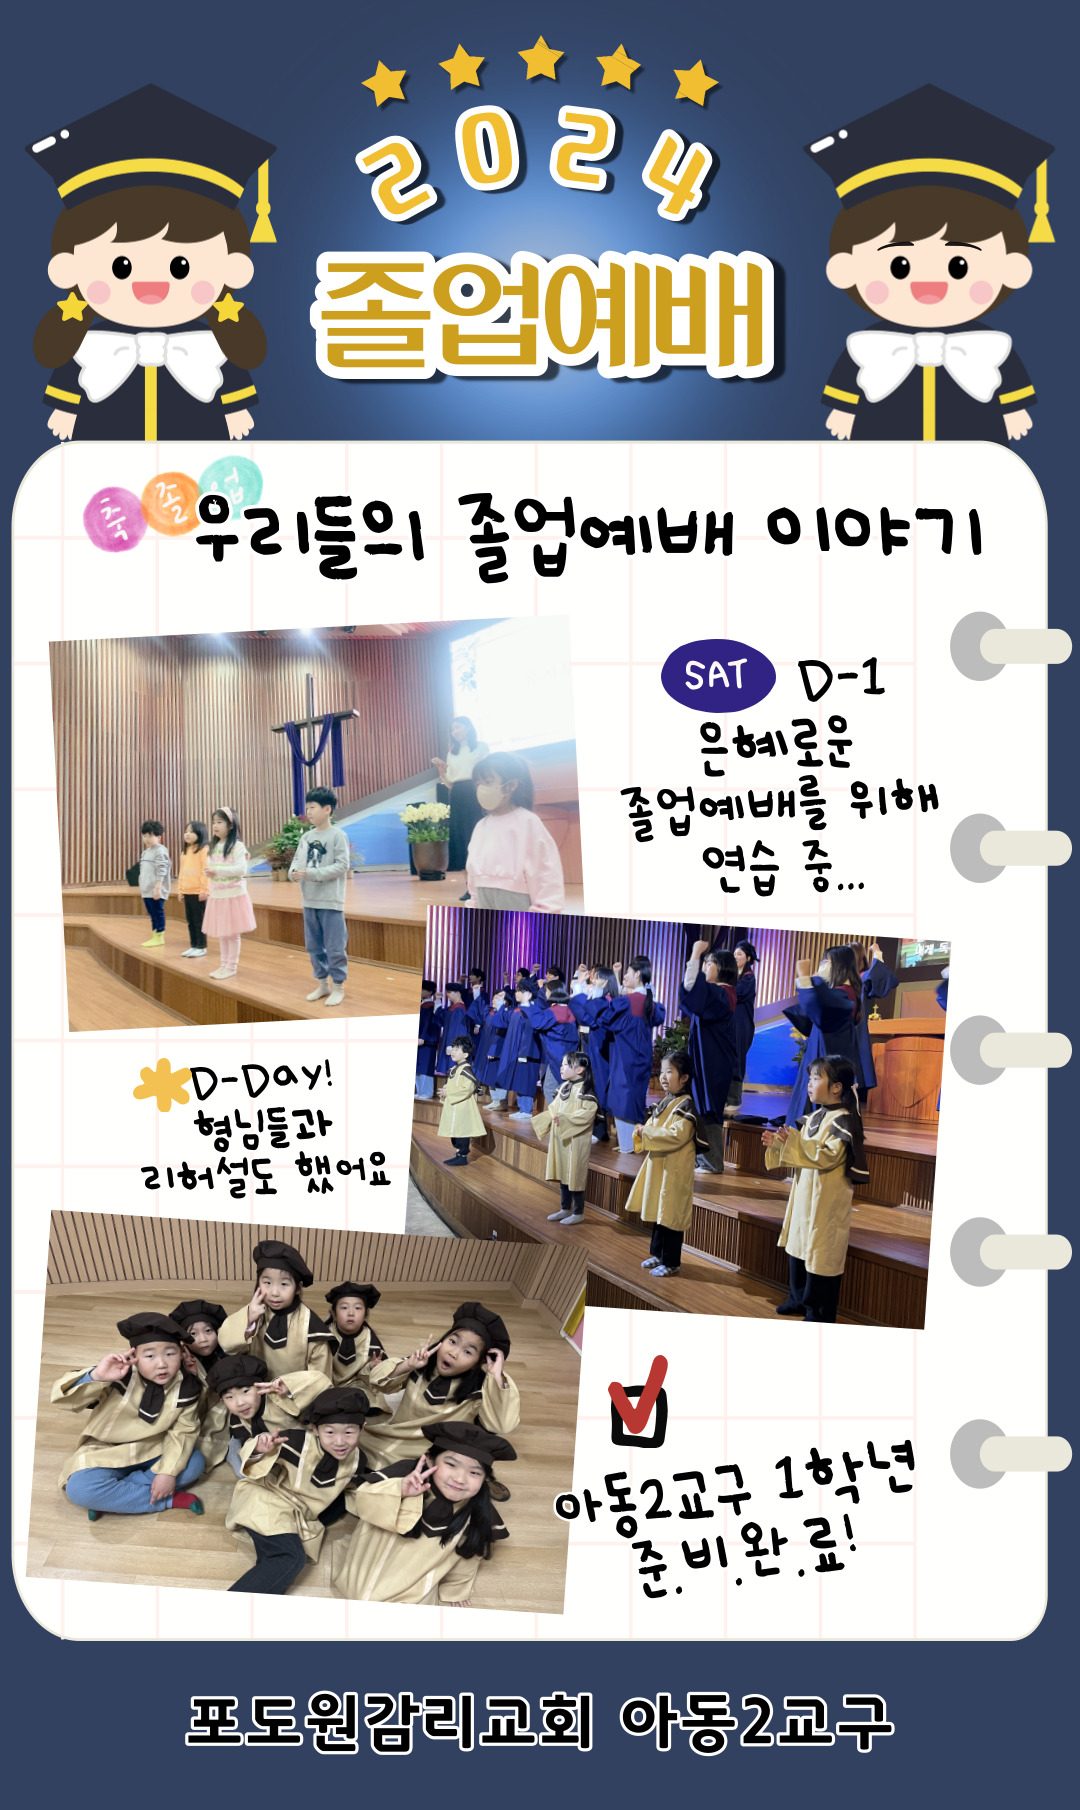 2024
졸업예배
축 졸업
우리들의 졸업예배 이야기
SAT D-1
은혜로운
졸업예배를 위해
연습 중...
D-Day!
형님들과
리허설도 했어요
아동2교구 1학년
준.비.완.료!
포도원감리교회 아동2교구